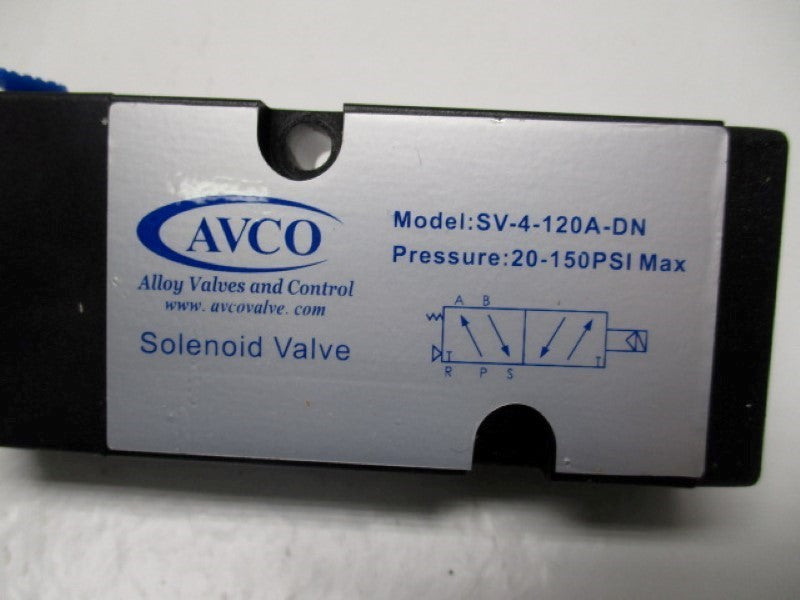 AVCO
Alloy Valves and Control
www.avcovalve.com
Solenoid Valve
Model:SV-4-120A-DN
Pressure:20-150PSI Max
A B
T T
R P S